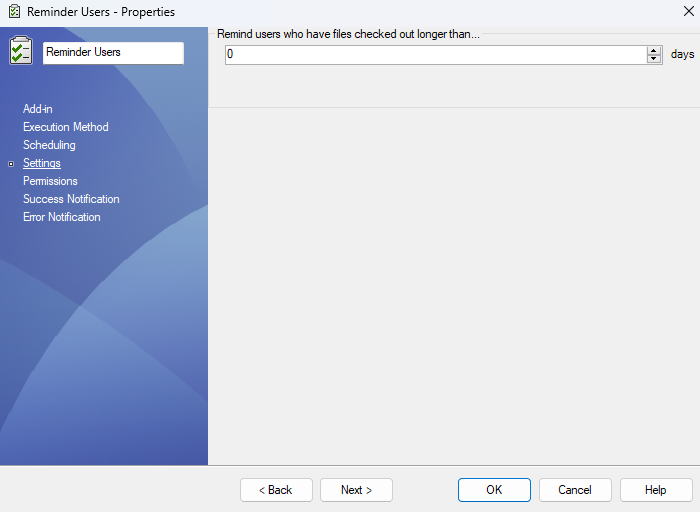 Reminder Users - Properties
Reminder Users
Add-in
Execution Method
Scheduling
Settings
Permissions
Success Notification
Error Notification
Remind users who have files checked out longer than...
0 days
< Back Next > OK Cancel Help